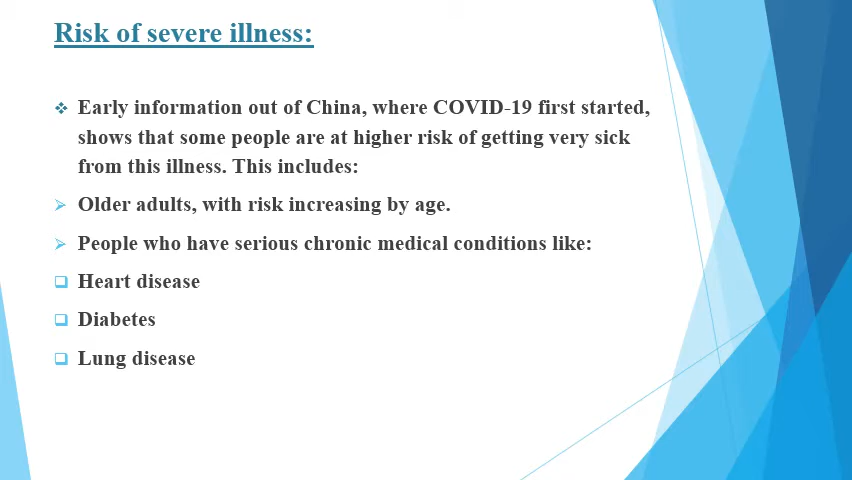 Risk of severe illness:
Early information out of China, where COVID-19 first started,
shows that some people are at higher risk of getting very sick
from this illness. This includes:
Older adults, with risk increasing by age.
People who have serious chronic medical conditions like:
Heart disease
Diabetes
Lung disease